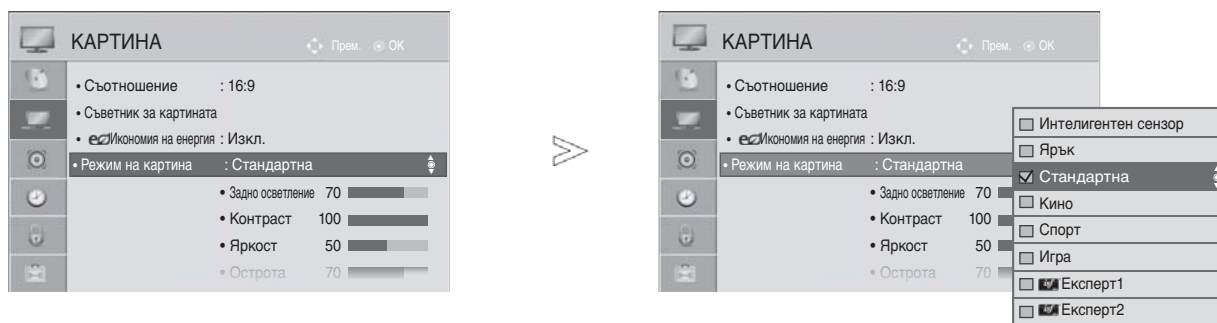 КАРТИНА
Прем. OK
• Съотношение : 16:9
• Съветник за картината
• eco Икономия на енергия : Изкл.
• Режим на картина : Стандартна
• Задно осветление 70
• Контраст 100
• Яркост 50
• Острота 70
КАРТИНА
Прем. OK
• Съотношение : 16:9
• Съветник за картината
• eco Икономия на енергия : Изкл.
• Режим на картина : Стандартна
• Задно осветление 70
• Контраст 100
• Яркост 50
• Острота 70
Интелигентен сензор
Ярък
Стандартна
Кино
Спорт
Игра
Експерт1
Експерт2